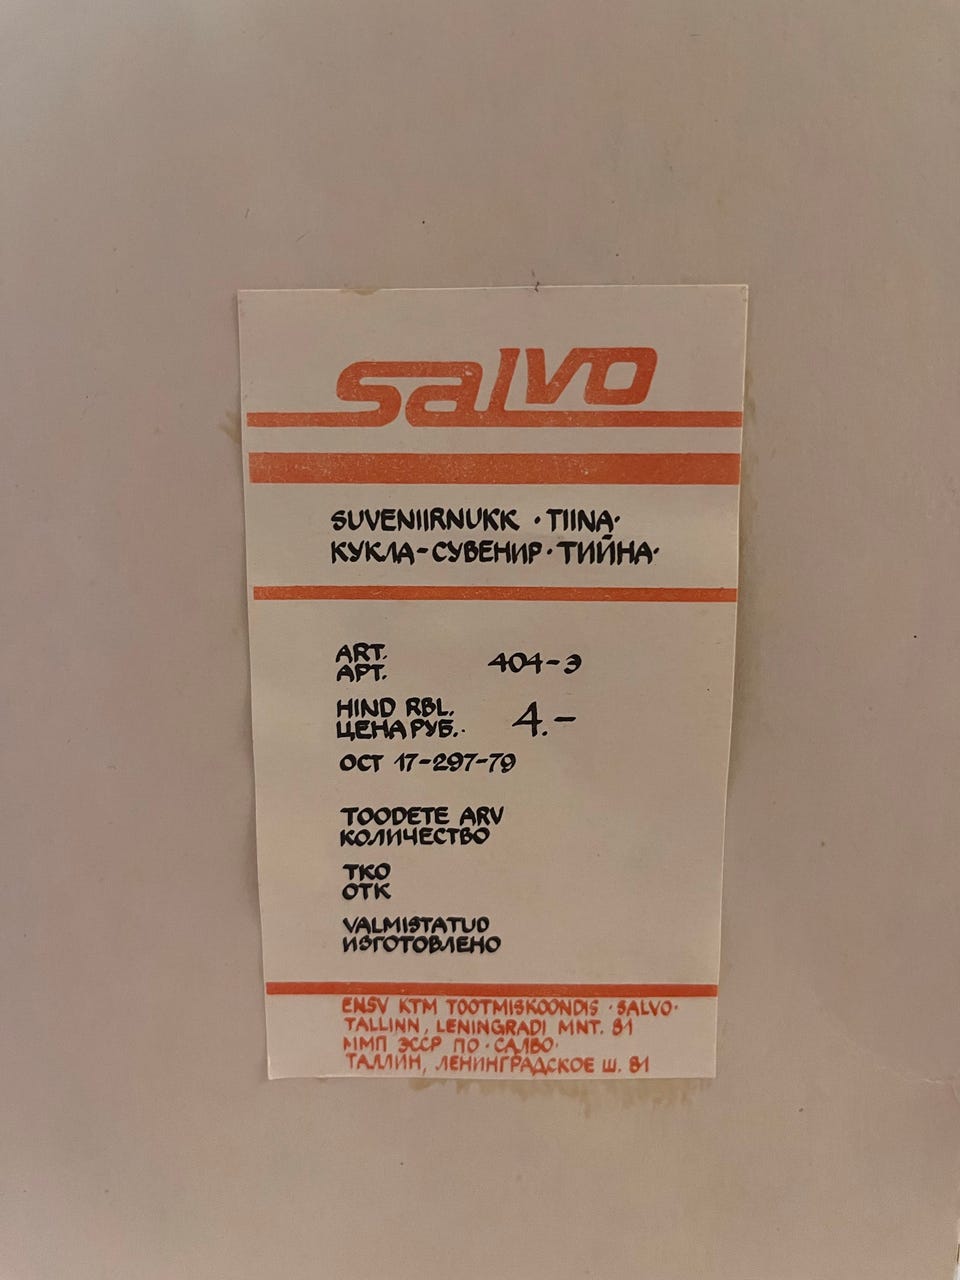 salvo
SUVENIIRNUKK · TIINA·
КУКЛА-СУВЕНИР· ТИЙНА·
ART. 404-Э
АРТ.
HIND RBL. 4.-
ЦЕНА РУБ.
ОСТ 17-297-79
TOODETE ARV
КОЛИЧЕСТВО
TKO
ОТК
VALMISTATUD
ИЗГОТОВЛЕНО
ENSV KTM TOOTMISKOONDIS · SALVO·
TALLINN, LENINGRADI MNT. 81
ММП ЭССР ПО · САЛВО·
ТАЛЛИН, ЛЕНИНГРАДСКОЕ Ш. 81